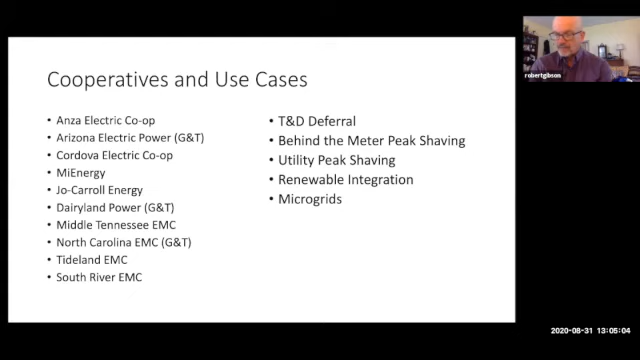 Cooperatives and Use Cases
• Anza Electric Co-op
• Arizona Electric Power (G&T)
• Cordova Electric Co-op
• MiEnergy
• Jo-Carroll Energy
• Dairyland Power (G&T)
• Middle Tennessee EMC
• North Carolina EMC (G&T)
• Tideland EMC
• South River EMC
• T&D Deferral
• Behind the Meter Peak Shaving
• Utility Peak Shaving
• Renewable Integration
• Microgrids
robertgibson
2020-08-31 13:05:04